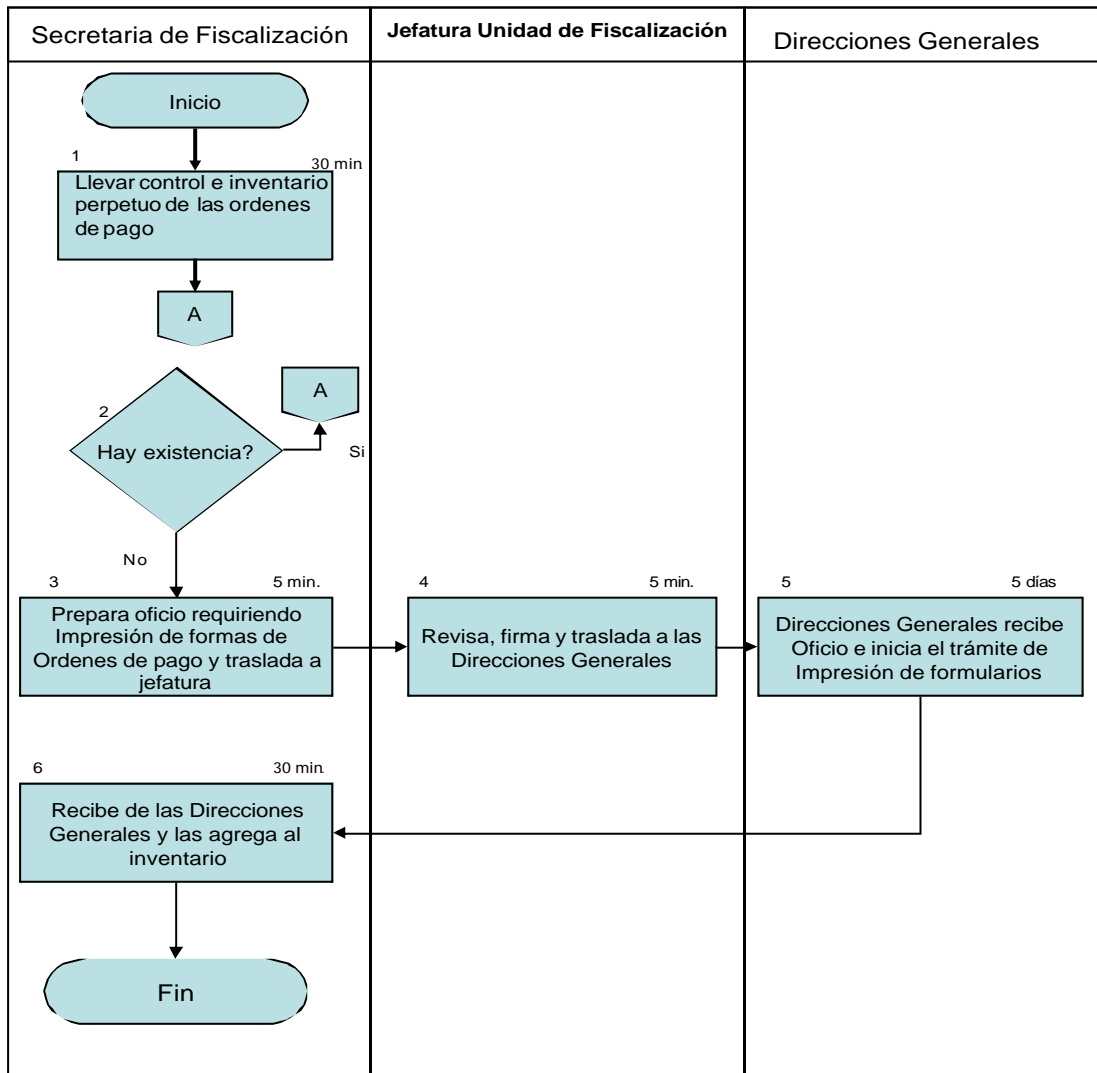 Secretaria de Fiscalización
Jefatura Unidad de Fiscalización
Direcciones Generales
Inicio
1
30 min
Llevar control e inventario
perpetuo de las ordenes
de pago
A
A
2
Hay existencia?
Si
No
3
5 min.
Prepara oficio requiriendo
Impresión de formas de
Ordenes de pago y traslada a
jefatura
4
5 min.
Revisa, firma y traslada a las
Direcciones Generales
5
5 días
Direcciones Generales recibe
Oficio e inicia el trámite de
Impresión de formularios
6
30 min.
Recibe de las Direcciones
Generales y las agrega al
inventario
Fin